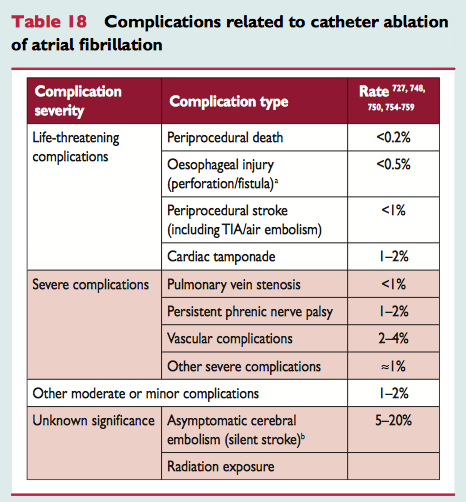 Table 18 Complications related to catheter ablation
of atrial fibrillation
Complication severity
Complication type
Rate 727, 748, 750, 754-759
Life-threatening complications
Periprocedural death
<0.2%
Oesophageal injury
(perforation/fistula)a
<0.5%
Periprocedural stroke
(including TIA/air embolism)
<1%
Cardiac tamponade
1–2%
Severe complications
Pulmonary vein stenosis
<1%
Persistent phrenic nerve palsy
1–2%
Vascular complications
2–4%
Other severe complications
≈1%
Other moderate or minor complications
1–2%
Unknown significance
Asymptomatic cerebral
embolism (silent stroke)b
5–20%
Radiation exposure